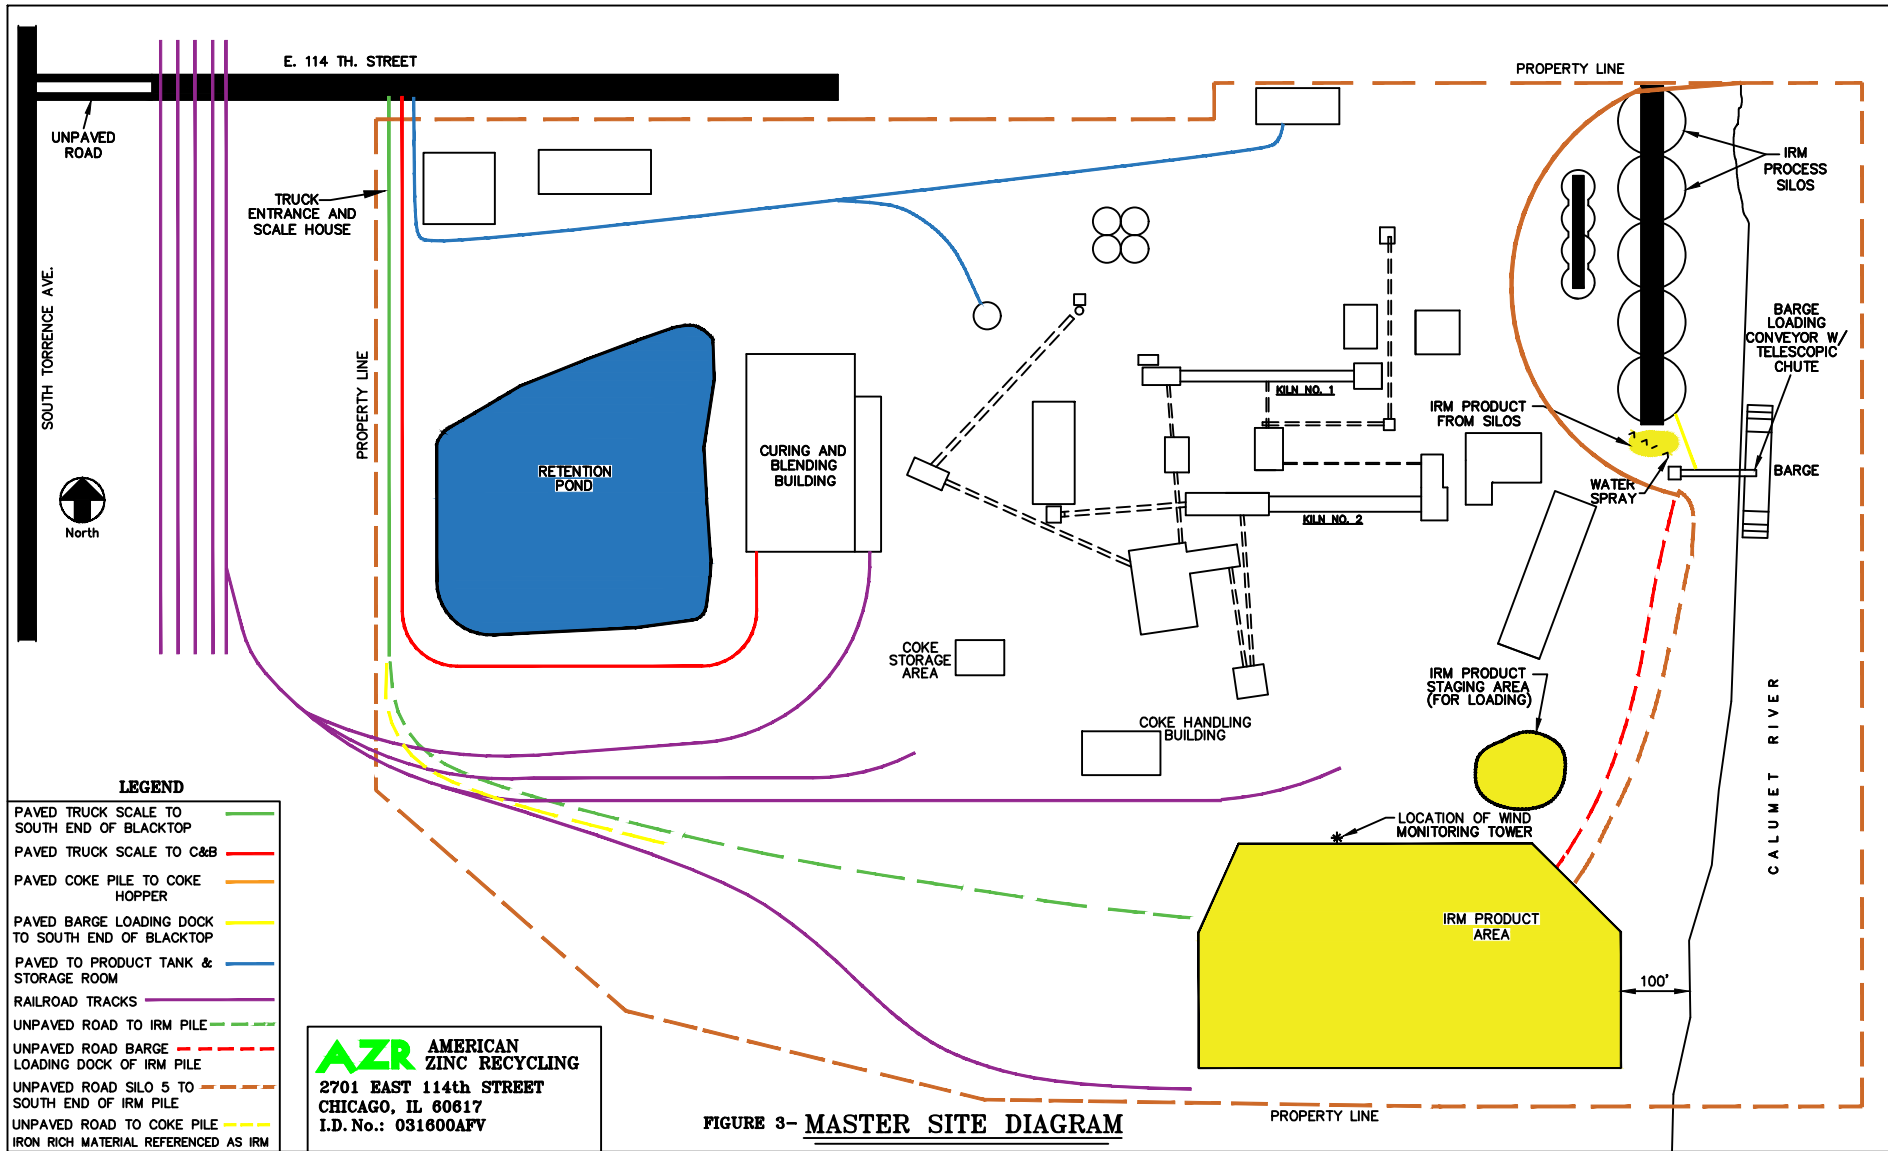 E. 114 TH. STREET
PROPERTY LINE
UNPAVED
ROAD
IRM
PROCESS
SILOS
TRUCK
ENTRANCE AND
SCALE HOUSE
SOUTH TORRENCE AVE.
PROPERTY LINE
BARGE
LOADING
CONVEYOR W/
TELESCOPIC
CHUTE
KILN NO. 1
IRM PRODUCT
FROM SILOS
CURING AND
BLENDING
BUILDING
RETENTION
POND
BARGE
WATER
SPRAY
KILN NO. 2
North
COKE
STORAGE
AREA
IRM PRODUCT
STAGING AREA
(FOR LOADING)
CALUMET RIVER
COKE HANDLING
BUILDING
LOCATION OF WIND
MONITORING TOWER
IRM PRODUCT
AREA
100'
LEGEND
PAVED TRUCK SCALE TO
SOUTH END OF BLACKTOP
PAVED TRUCK SCALE TO C&B
PAVED COKE PILE TO COKE
HOPPER
PAVED BARGE LOADING DOCK
TO SOUTH END OF BLACKTOP
PAVED TO PRODUCT TANK &
STORAGE ROOM
RAILROAD TRACKS
UNPAVED ROAD TO IRM PILE
UNPAVED ROAD BARGE
LOADING DOCK OF IRM PILE
UNPAVED ROAD SILO 5 TO
SOUTH END OF IRM PILE
UNPAVED ROAD TO COKE PILE
IRON RICH MATERIAL REFERENCED AS IRM
AZR AMERICAN
ZINC RECYCLING
2701 EAST 114th STREET
CHICAGO, IL 60617
I.D. No.: 031600AFV
FIGURE 3- MASTER SITE DIAGRAM
PROPERTY LINE